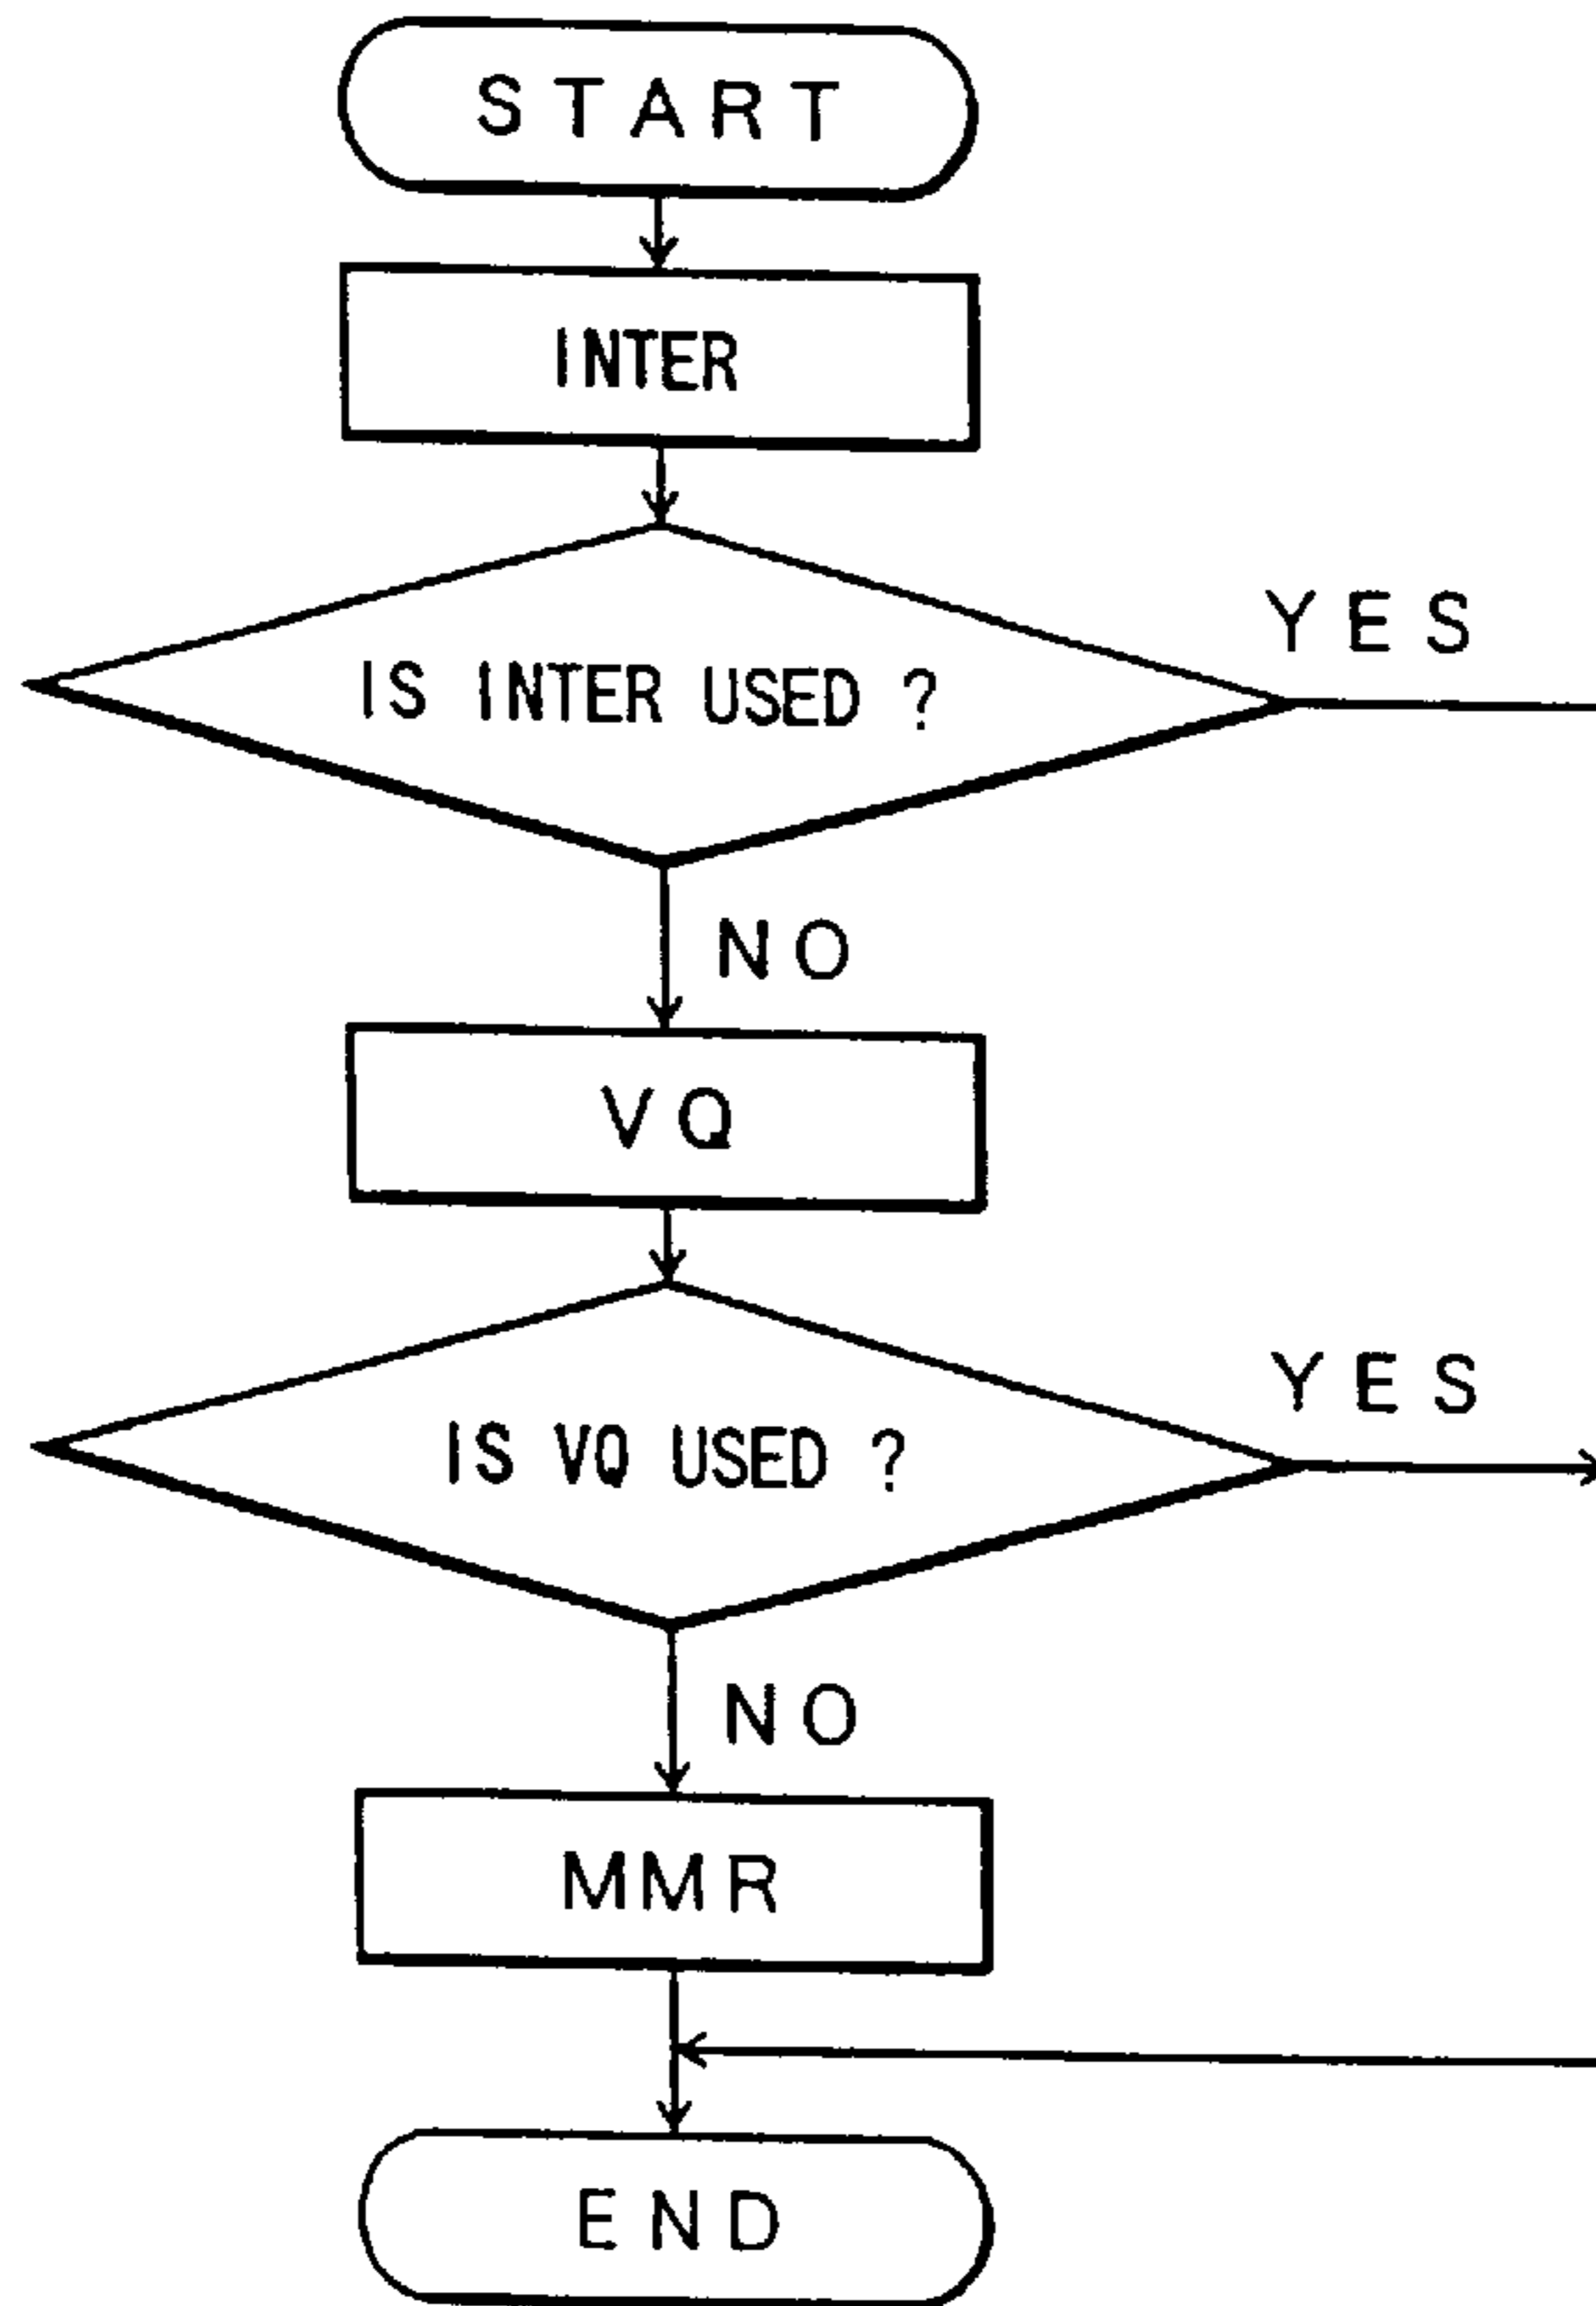 START
INTER
YES
IS INTER USED ?
NO
VQ
YES
IS VQ USED ?
NO
MMR
END